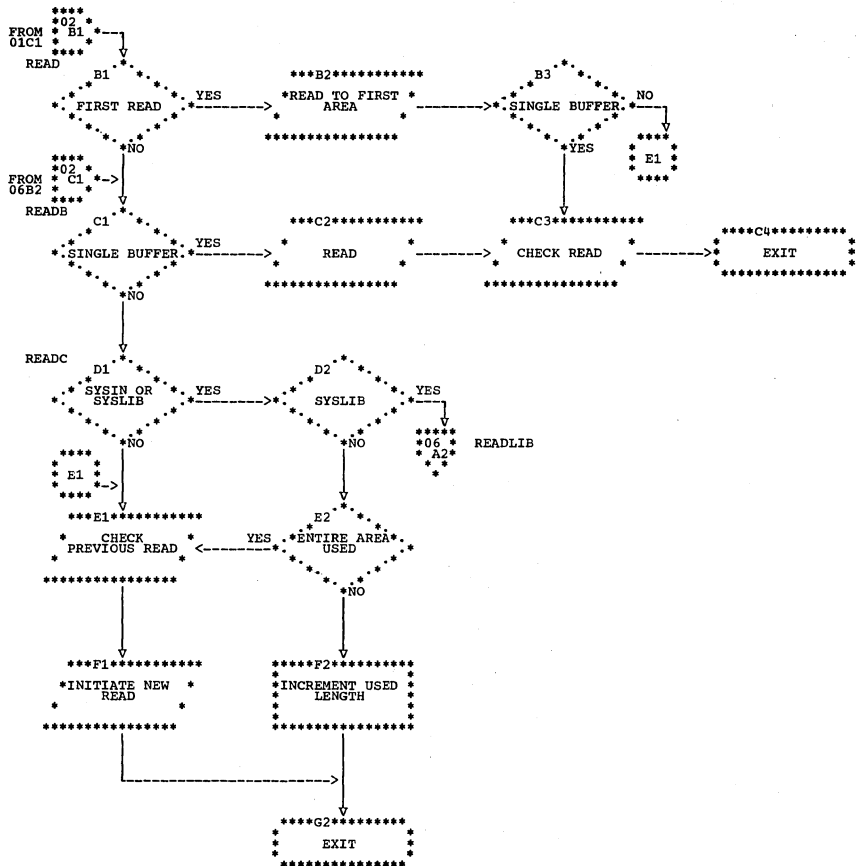 02
FROM B1
01C1
READ
B1 B2 B3
FIRST READ YES READ TO FIRST AREA SINGLE BUFFER NO
NO YES E1
02
FROM C1
06B2
READB
C1 C2 C3 C4
SINGLE BUFFER YES READ CHECK READ EXIT
NO
READC
D1 D2
SYSIN OR SYSLIB YES SYSLIB YES
NO NO
06
A2 READLIB
E1
E1 E2
CHECK PREVIOUS READ YES ENTIRE AREA USED
NO
F1 F2
INITIATE NEW READ INCREMENT USED LENGTH
G2
EXIT